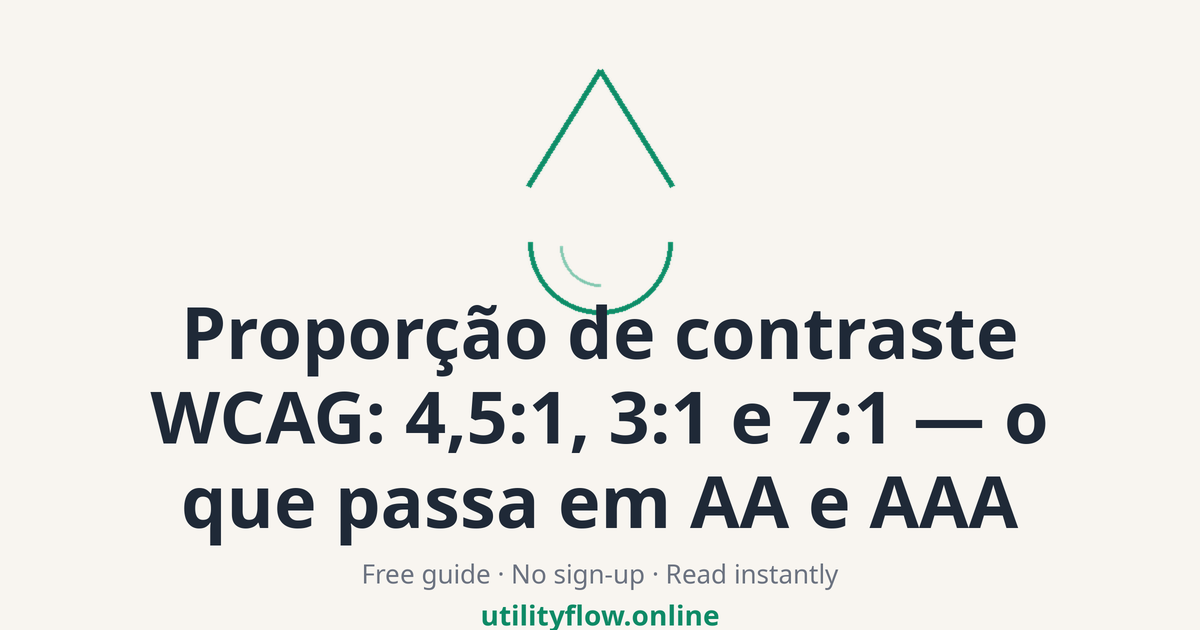 Proporção de contraste
WCAG: 4,5:1, 3:1 e 7:1 — o
que passa em AA e AAA
Free guide · No sign-up · Read instantly
utilityflow.online